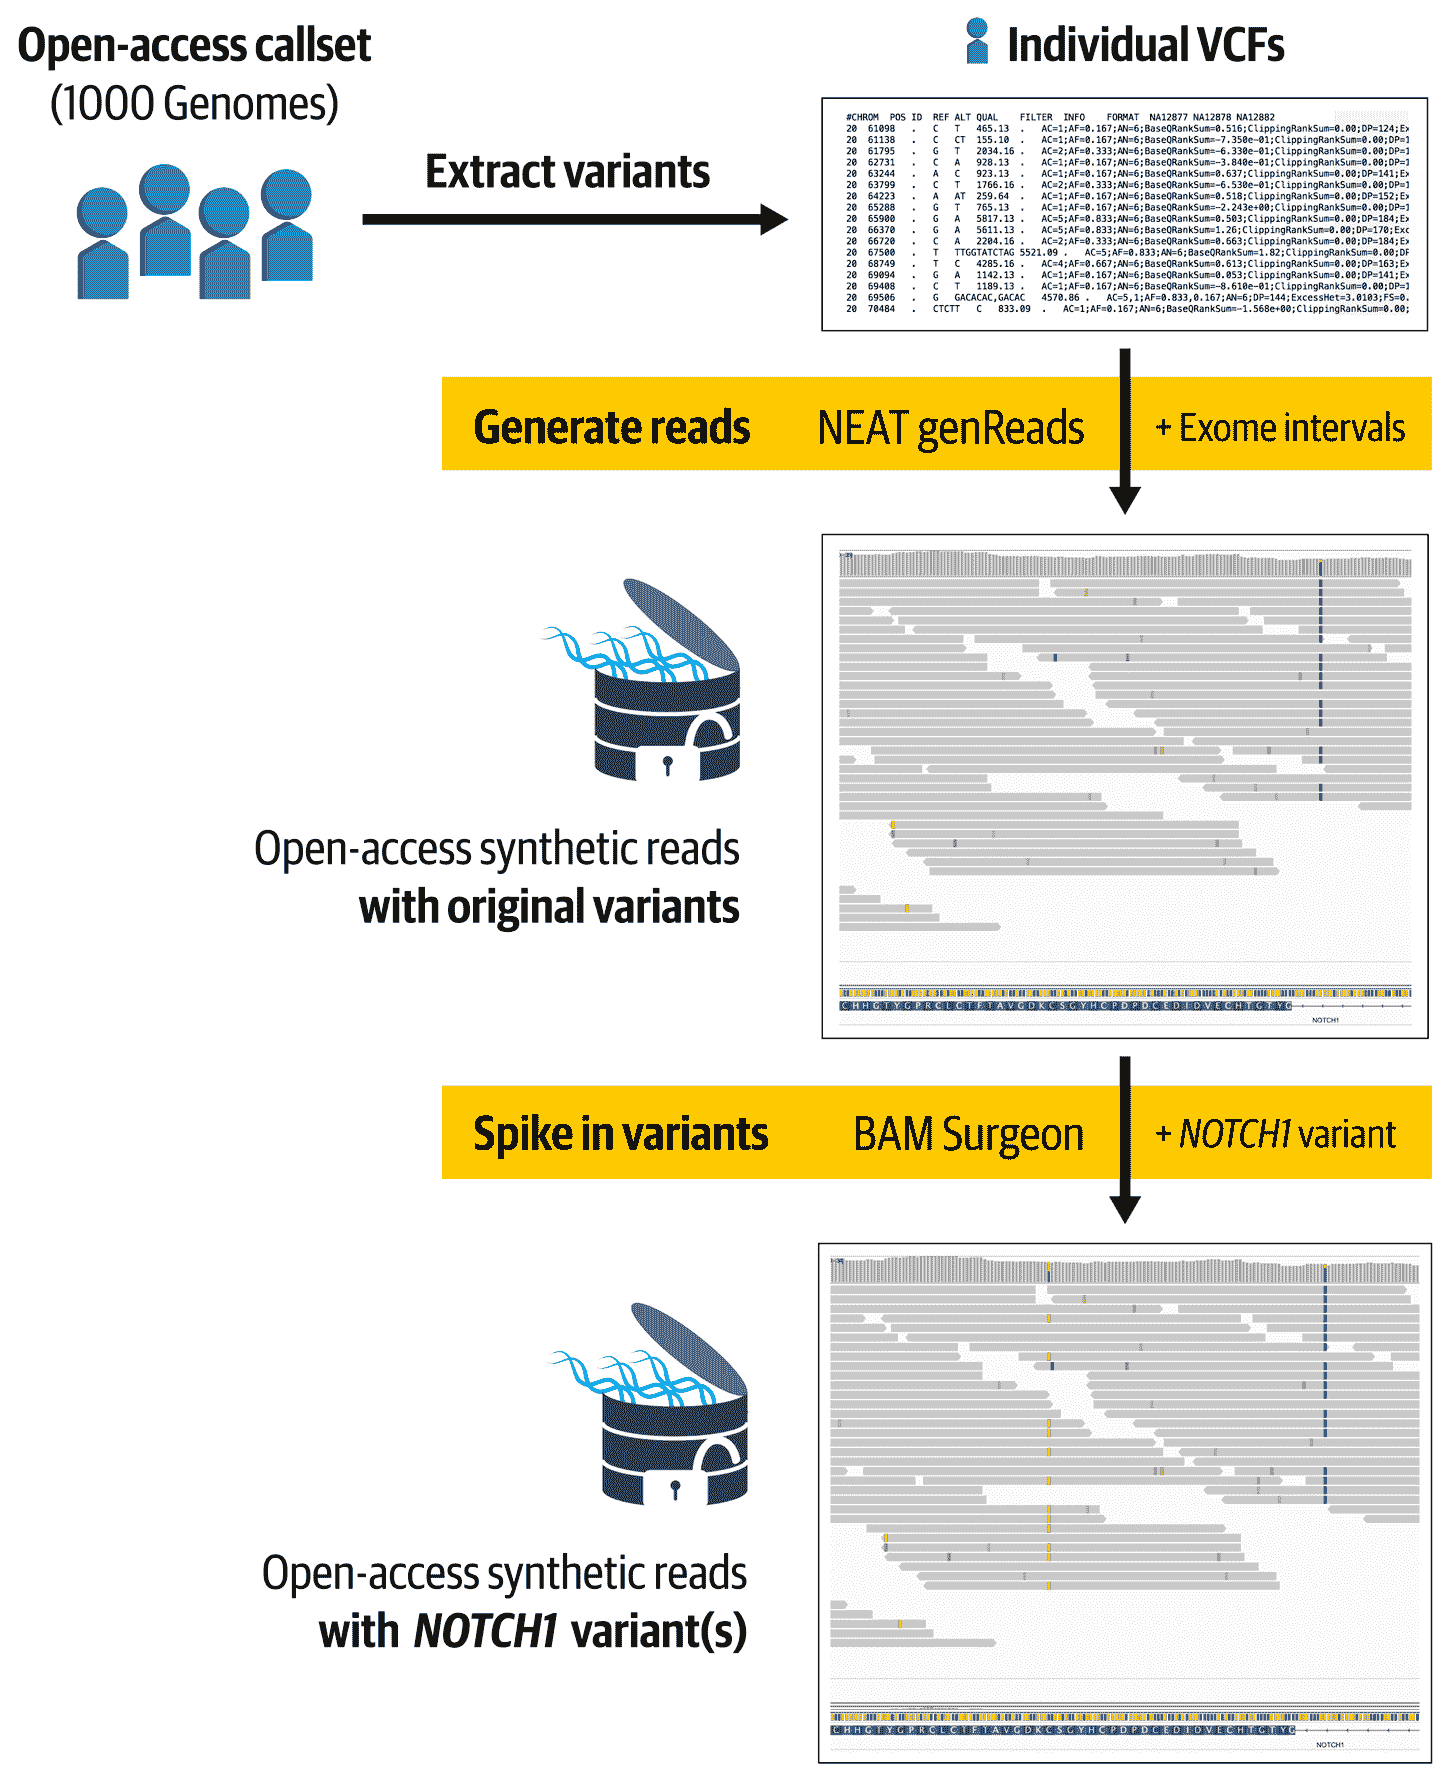 Open-access callset
(1000 Genomes)
Individual VCFs
Extract variants
#CHROM POS ID REF ALT QUAL FILTER INFO FORMAT NA12877 NA12878 NA12882
20 61098 . C T 465.13 . AC=1;AF=0.167;AN=6;BaseQRankSum=0.516;ClippingRankSum=0.00;DP=124;Ex
20 61138 . C CT 155.10 . AC=1;AF=0.167;AN=6;BaseQRankSum=-7.350e-01;ClippingRankSum=0.00;DP=1
20 61795 . G T 2034.16 . AC=2;AF=0.333;AN=6;BaseQRankSum=-6.330e-01;ClippingRankSum=0.00;DP=1
20 62731 . C A 928.13 . AC=1;AF=0.167;AN=6;BaseQRankSum=-3.840e-01;ClippingRankSum=0.00;DP=1
20 63244 . A C 923.13 . AC=1;AF=0.167;AN=6;BaseQRankSum=0.637;ClippingRankSum=0.00;DP=141;Ex
20 63799 . C T 1766.16 . AC=2;AF=0.333;AN=6;BaseQRankSum=-6.530e-01;ClippingRankSum=0.00;DP=1
20 64223 . A AT 259.64 . AC=1;AF=0.167;AN=6;BaseQRankSum=0.518;ClippingRankSum=0.00;DP=152;Ex
20 65288 . G T 765.13 . AC=1;AF=0.167;AN=6;BaseQRankSum=-2.243e+00;ClippingRankSum=0.00;DP=1
20 65900 . G A 5817.13 . AC=5;AF=0.833;AN=6;BaseQRankSum=0.503;ClippingRankSum=0.00;DP=184;Ex
20 66370 . G A 5611.13 . AC=5;AF=0.833;AN=6;BaseQRankSum=1.26;ClippingRankSum=0.00;DP=170;Exc
20 66720 . C A 2204.16 . AC=2;AF=0.333;AN=6;BaseQRankSum=0.663;ClippingRankSum=0.00;DP=184;Ex
20 67500 . T TTGGTATCTAG 5521.09 . AC=5;AF=0.833;AN=6;BaseQRankSum=1.82;ClippingRankSum=0.00;DP
20 68749 . T C 4285.16 . AC=4;AF=0.667;AN=6;BaseQRankSum=0.613;ClippingRankSum=0.00;DP=163;Ex
20 69094 . G A 1142.13 . AC=1;AF=0.167;AN=6;BaseQRankSum=0.053;ClippingRankSum=0.00;DP=141;Ex
20 69408 . C T 1189.13 . AC=1;AF=0.167;AN=6;BaseQRankSum=-8.610e-01;ClippingRankSum=0.00;DP=1
20 69506 . G GACACAC,GACAC 4570.86 . AC=5,1;AF=0.833,0.167;AN=6;DP=144;ExcessHet=3.0103;FS=0.
20 70484 . CTCTT C 833.09 . AC=1;AF=0.167;AN=6;BaseQRankSum=-1.568e+00;ClippingRankSum=0.00;
Generate reads NEAT genReads + Exome intervals
Open-access synthetic reads
with original variants
C H H G T Y G P R C L C T F T A V G D K C S G Y H C P D P D C E D I D V E C H T G T Y G
NOTCH1
Spike in variants BAM Surgeon + NOTCH1 variant
Open-access synthetic reads
with NOTCH1 variant(s)
C H H G T Y G P R C L C T F T A V G D K C S G Y H C P D P D C E D I D V E C H T G T Y G
NOTCH1